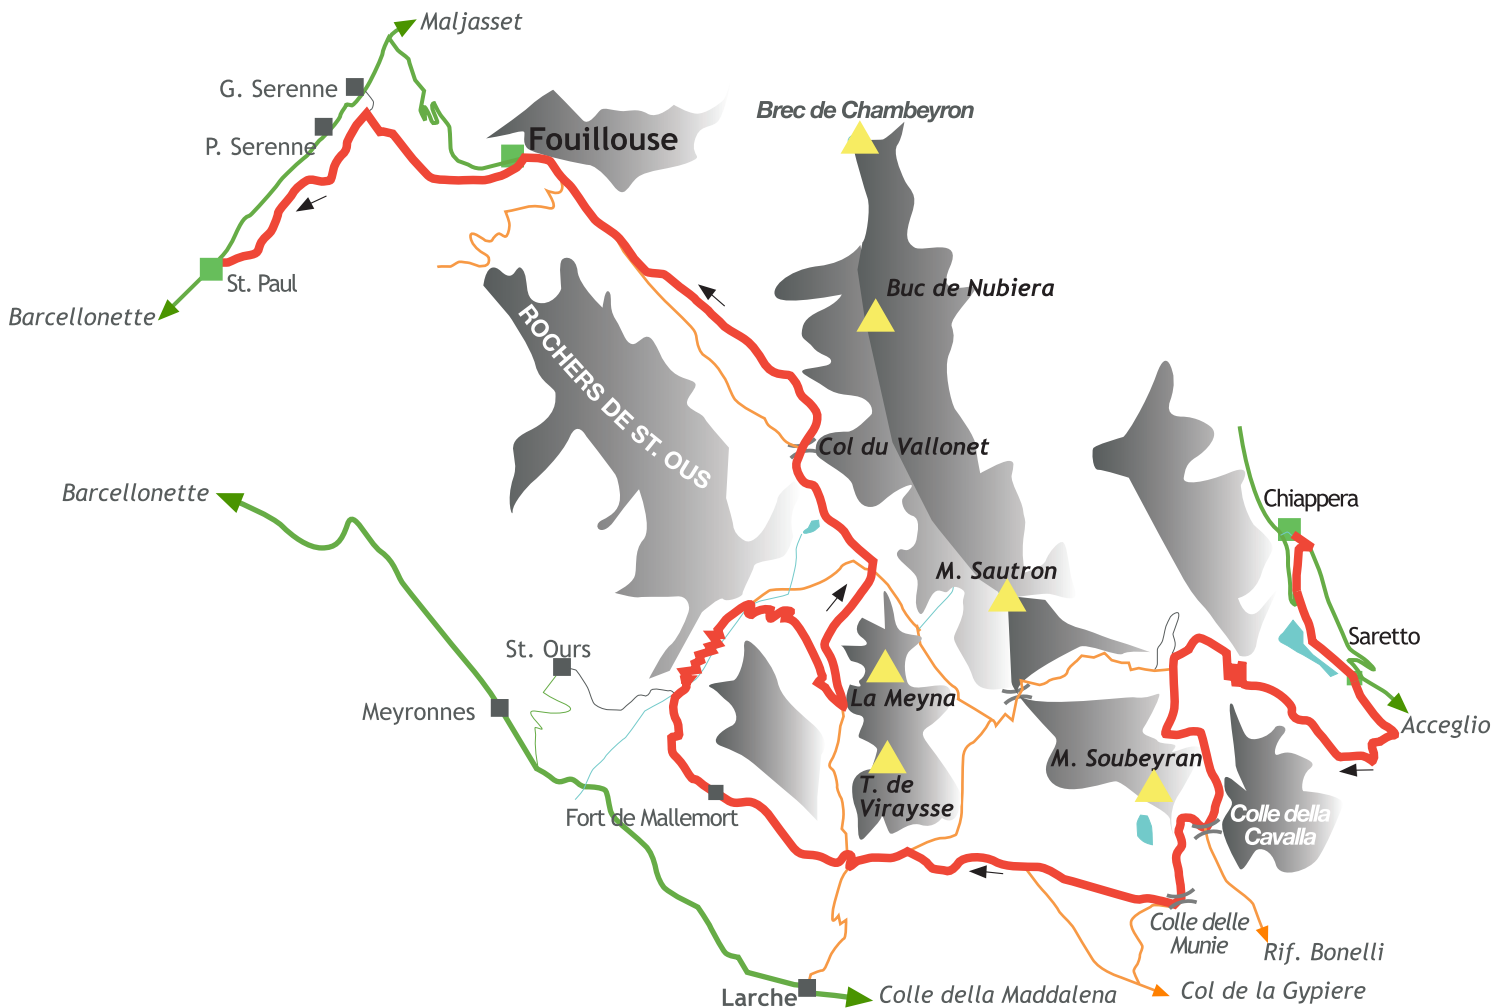 Maljasset
G. Serenne
Brec de Chambeyron
Fouillouse
P. Serenne
St. Paul
Buc de Nubiera
Barcellonette
ROCHERS DE ST. OUS
Col du Vallonet
Barcellonette
Chiappera
M. Sautron
Saretto
St. Ours
La Meyna
Meyronnes
Acceglio
M. Soubeyran
T. de
Viraysse
Fort de Mallemort
Colle della
Cavalla
Colle delle
Munie
Rif. Bonelli
Larche
Colle della Maddalena
Col de la Gypiere